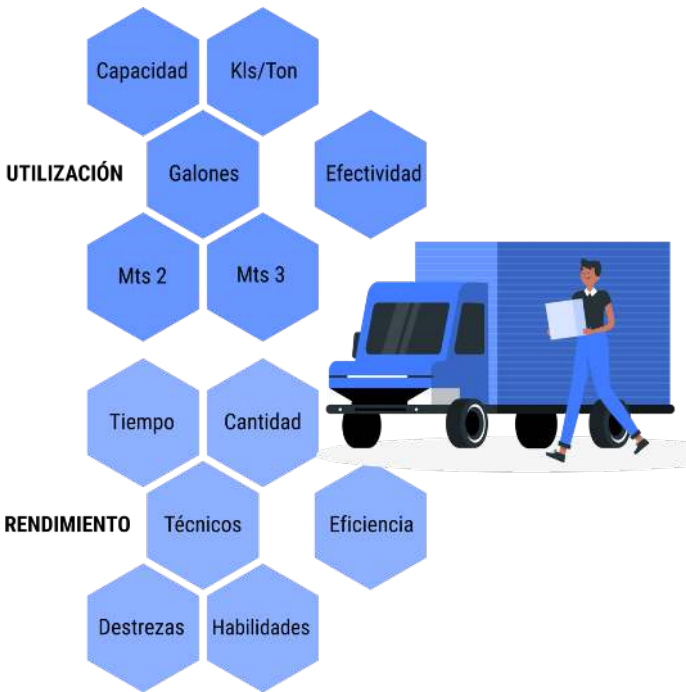 Capacidad
Kls/Ton
UTILIZACIÓN
Galones
Efectividad
Mts 2
Mts 3
Tiempo
Cantidad
RENDIMIENTO
Técnicos
Eficiencia
Destrezas
Habilidades